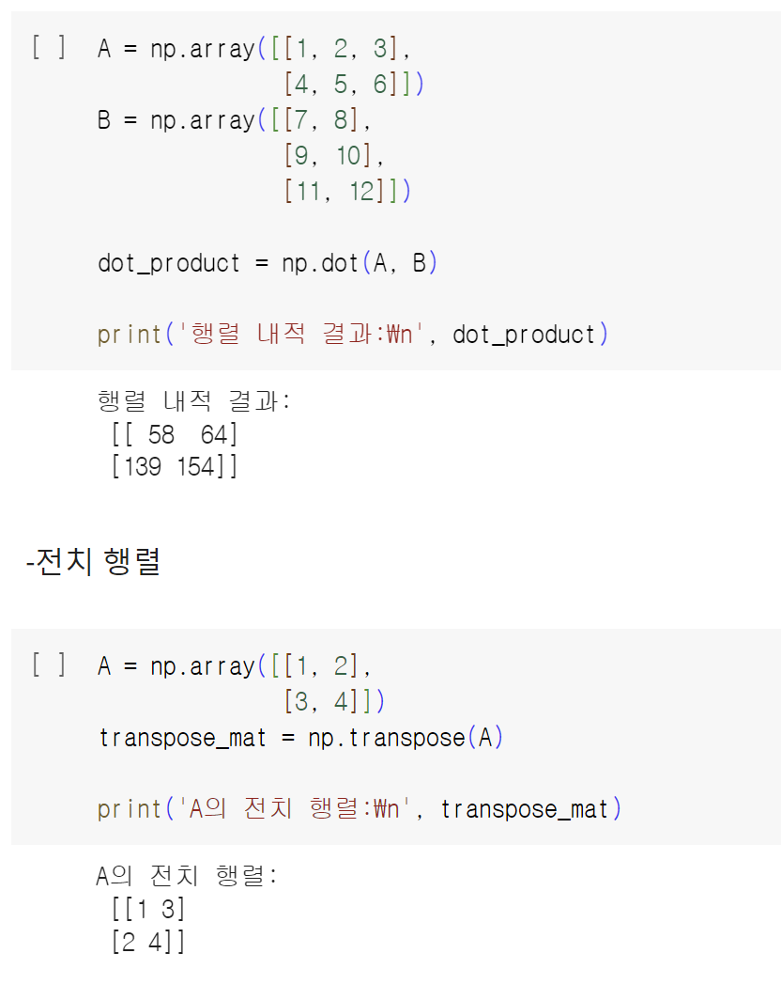 [ ] A = np.array([[1, 2, 3],
[4, 5, 6]])
B = np.array([[7, 8],
[9, 10],
[11, 12]])
dot_product = np.dot(A, B)
print('행렬 내적 결과:₩n', dot_product)
행렬 내적 결과:
[[ 58  64]
[139 154]]
-전치 행렬
[ ] A = np.array([[1, 2],
[3, 4]])
transpose_mat = np.transpose(A)
print('A의 전치 행렬:₩n', transpose_mat)
A의 전치 행렬:
[[1 3]
[2 4]]